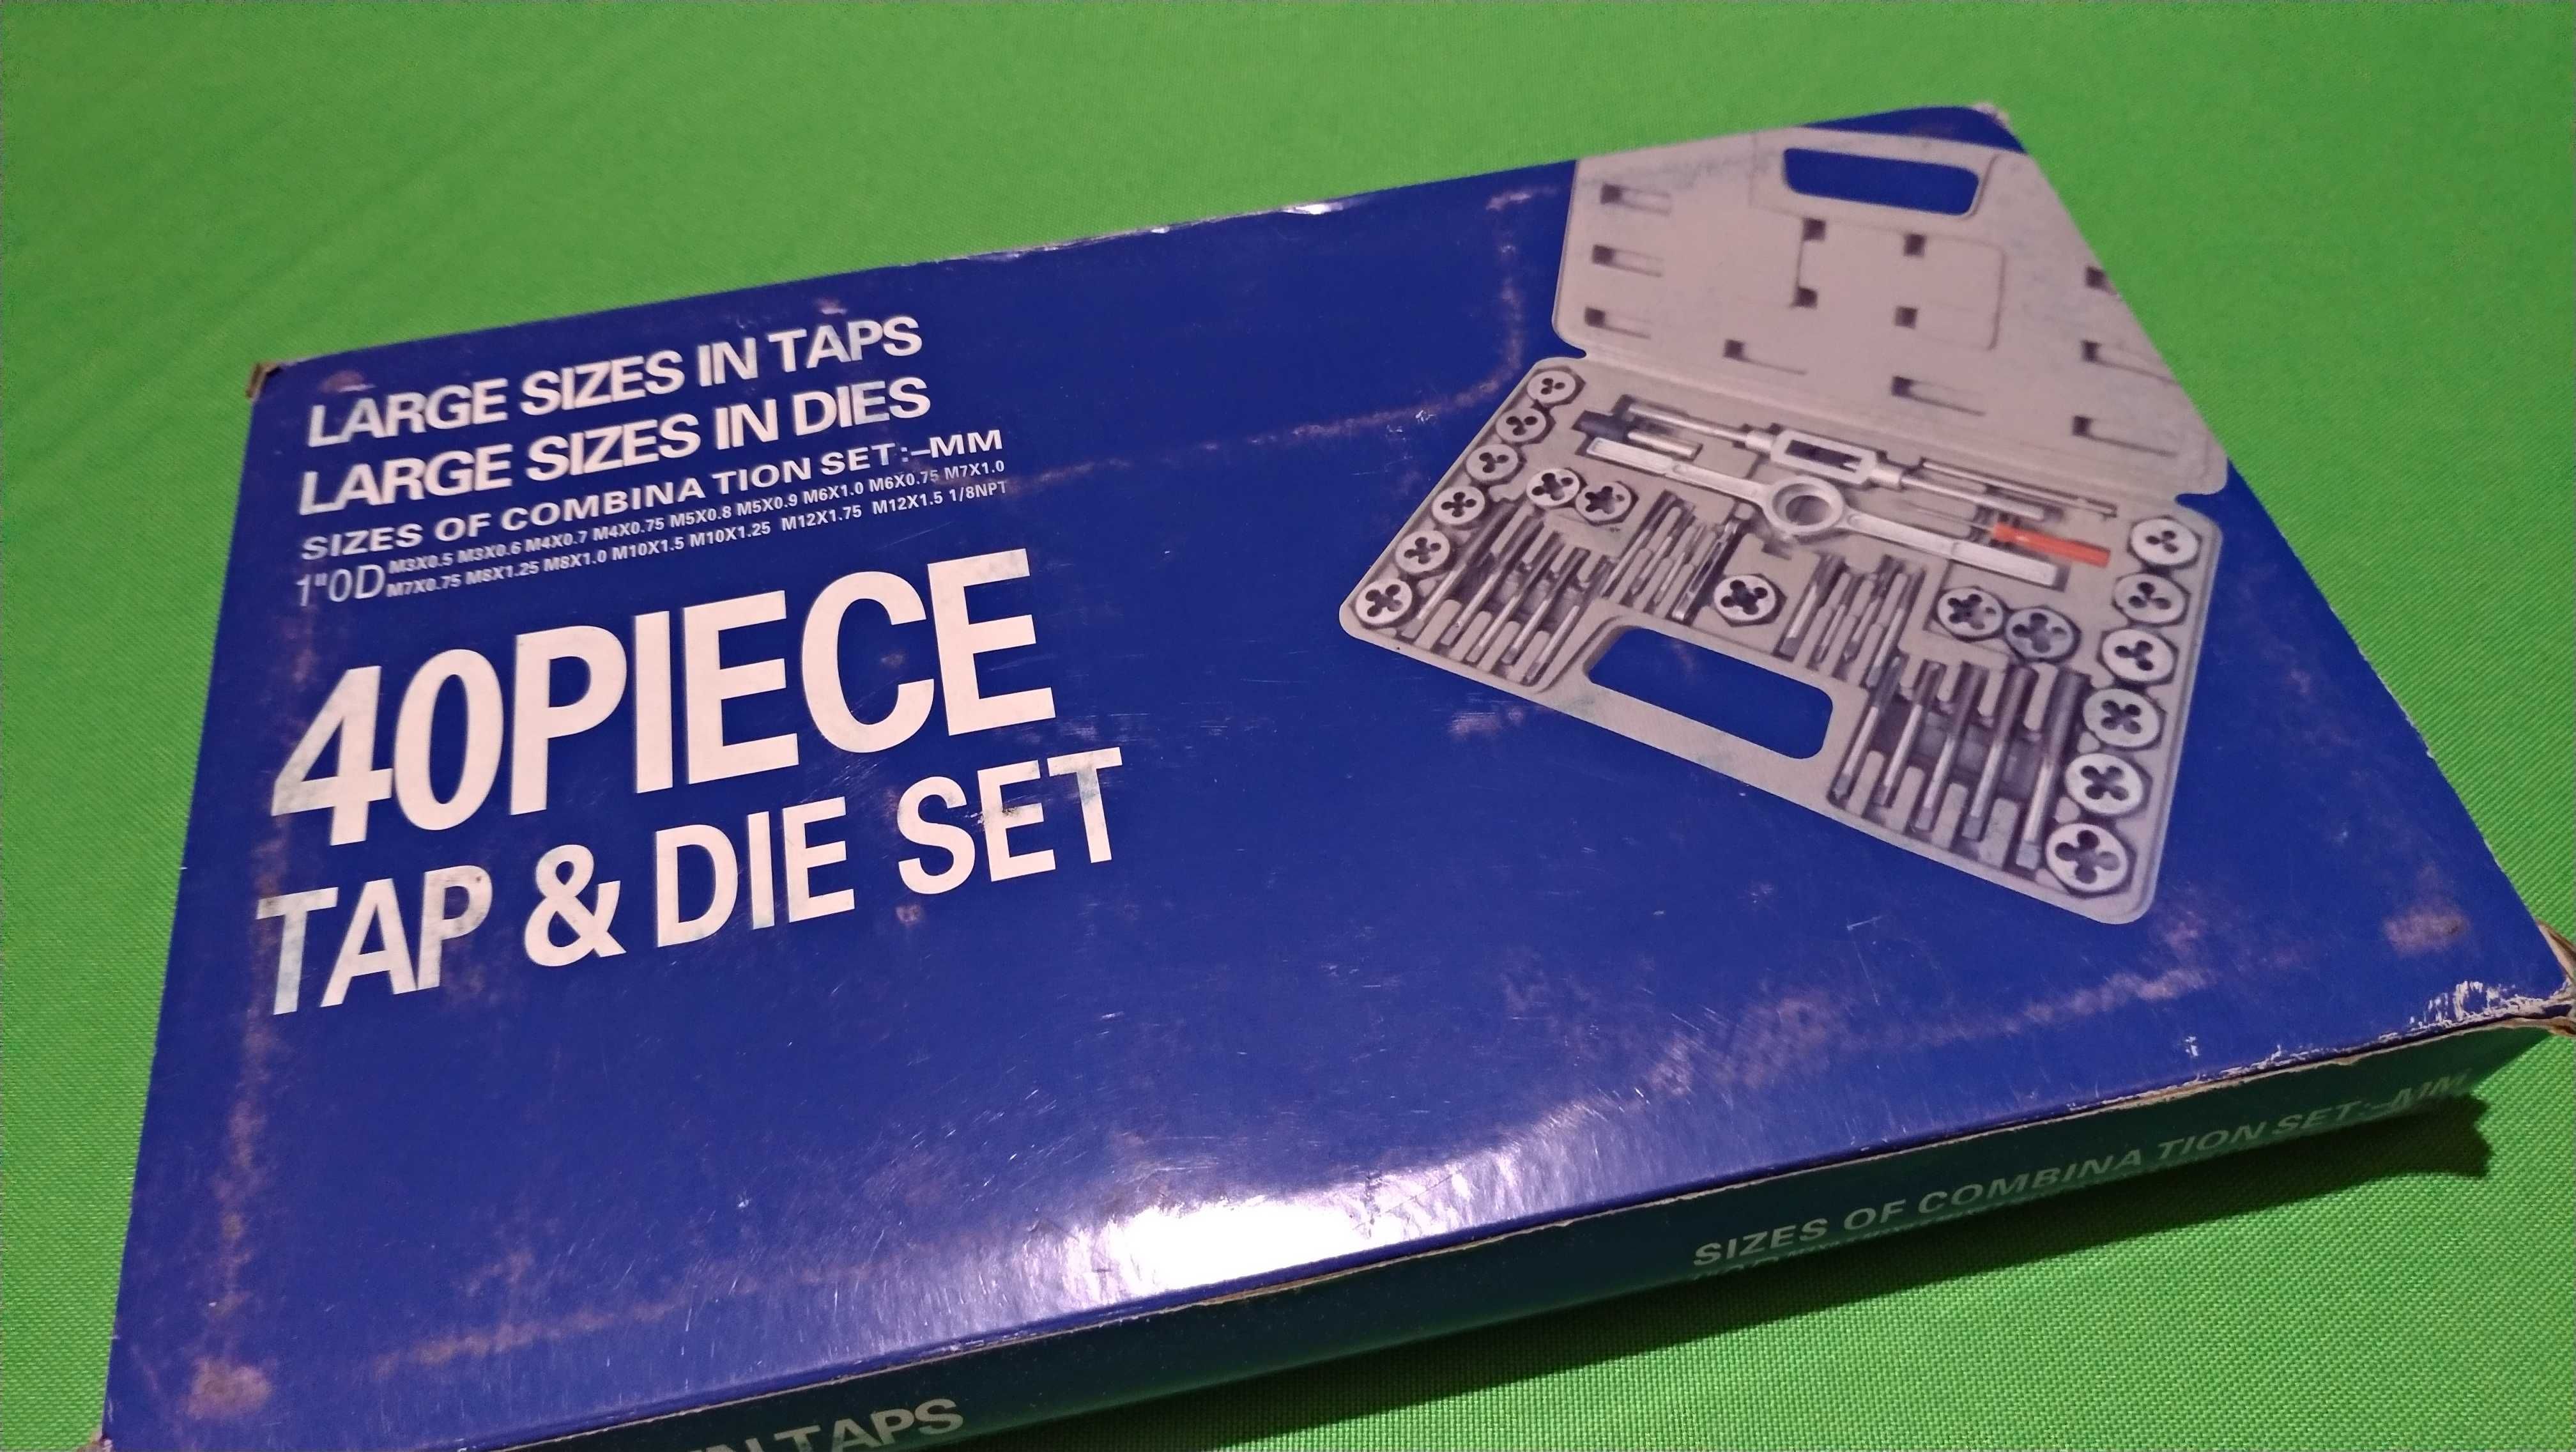 LARGE SIZES IN TAPS
LARGE SIZES IN DIES
SIZES OF COMBINA TION SET:-MM
1"OD
M3X0.5 M3X0.6 M4X0.7 M4X0.75 M5X0.8 M5X0.9 M6X1.0 M6X0.75 M7X1.0
M7X0.75 M8X1.25 M8X1.0 M10X1.5 M10X1.25 M12X1.75 M12X1.5 1/8NPT
40PIECE
TAP & DIE SET
SIZES OF COMBINA TION SET:-MM
TAPS